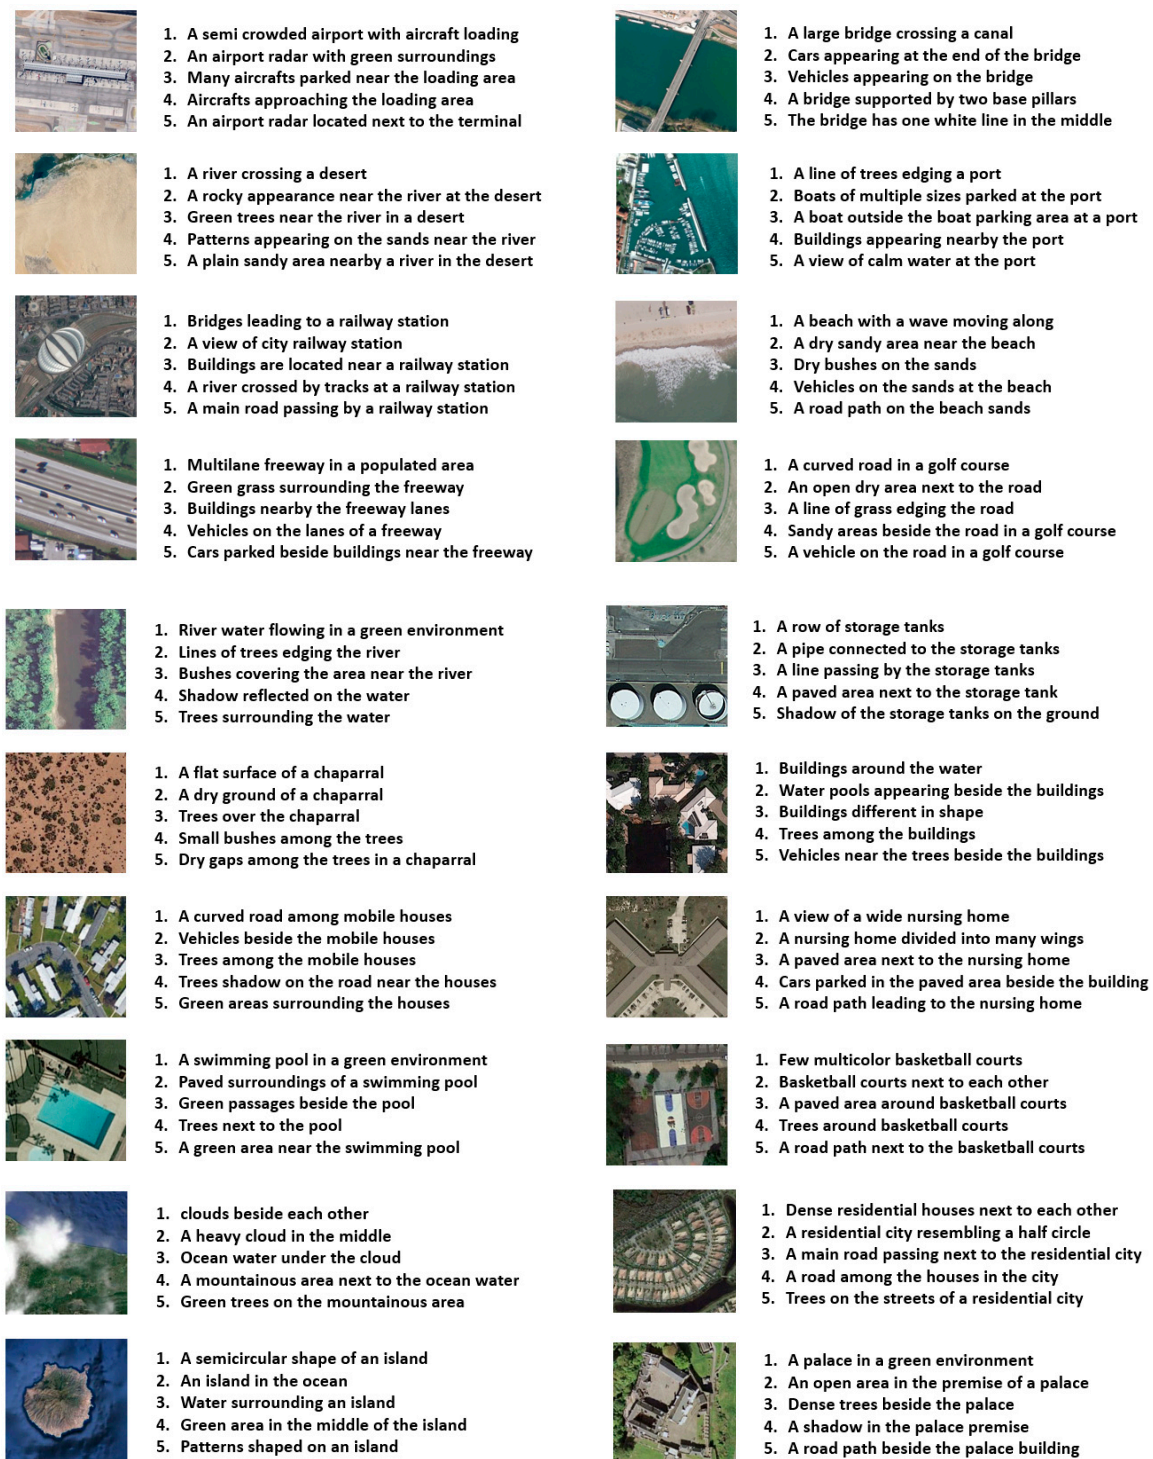 1. A semi crowded airport with aircraft loading
2. An airport radar with green surroundings
3. Many aircrafts parked near the loading area
4. Aircrafts approaching the loading area
5. An airport radar located next to the terminal
1. A large bridge crossing a canal
2. Cars appearing at the end of the bridge
3. Vehicles appearing on the bridge
4. A bridge supported by two base pillars
5. The bridge has one white line in the middle
1. A river crossing a desert
2. A rocky appearance near the river at the desert
3. Green trees near the river in a desert
4. Patterns appearing on the sands near the river
5. A plain sandy area nearby a river in the desert
1. A line of trees edging a port
2. Boats of multiple sizes parked at the port
3. A boat outside the boat parking area at a port
4. Buildings appearing nearby the port
5. A view of calm water at the port
1. Bridges leading to a railway station
2. A view of city railway station
3. Buildings are located near a railway station
4. A river crossed by tracks at a railway station
5. A main road passing by a railway station
1. A beach with a wave moving along
2. A dry sandy area near the beach
3. Dry bushes on the sands
4. Vehicles on the sands at the beach
5. A road path on the beach sands
1. Multilane freeway in a populated area
2. Green grass surrounding the freeway
3. Buildings nearby the freeway lanes
4. Vehicles on the lanes of a freeway
5. Cars parked beside buildings near the freeway
1. A curved road in a golf course
2. An open dry area next to the road
3. A line of grass edging the road
4. Sandy areas beside the road in a golf course
5. A vehicle on the road in a golf course
1. River water flowing in a green environment
2. Lines of trees edging the river
3. Bushes covering the area near the river
4. Shadow reflected on the water
5. Trees surrounding the water
1. A row of storage tanks
2. A pipe connected to the storage tanks
3. A line passing by the storage tanks
4. A paved area next to the storage tank
5. Shadow of the storage tanks on the ground
1. A flat surface of a chaparral
2. A dry ground of a chaparral
3. Trees over the chaparral
4. Small bushes among the trees
5. Dry gaps among the trees in a chaparral
1. Buildings around the water
2. Water pools appearing beside the buildings
3. Buildings different in shape
4. Trees among the buildings
5. Vehicles near the trees beside the buildings
1. A curved road among mobile houses
2. Vehicles beside the mobile houses
3. Trees among the mobile houses
4. Trees shadow on the road near the houses
5. Green areas surrounding the houses
1. A view of a wide nursing home
2. A nursing home divided into many wings
3. A paved area next to the nursing home
4. Cars parked in the paved area beside the building
5. A road path leading to the nursing home
1. A swimming pool in a green environment
2. Paved surroundings of a swimming pool
3. Green passages beside the pool
4. Trees next to the pool
5. A green area near the swimming pool
1. Few multicolor basketball courts
2. Basketball courts next to each other
3. A paved area around basketball courts
4. Trees around basketball courts
5. A road path next to the basketball courts
1. clouds beside each other
2. A heavy cloud in the middle
3. Ocean water under the cloud
4. A mountainous area next to the ocean water
5. Green trees on the mountainous area
1. Dense residential houses next to each other
2. A residential city resembling a half circle
3. A main road passing next to the residential city
4. A road among the houses in the city
5. Trees on the streets of a residential city
1. A semicircular shape of an island
2. An island in the ocean
3. Water surrounding an island
4. Green area in the middle of the island
5. Patterns shaped on an island
1. A palace in a green environment
2. An open area in the premise of a palace
3. Dense trees beside the palace
4. A shadow in the palace premise
5. A road path beside the palace building